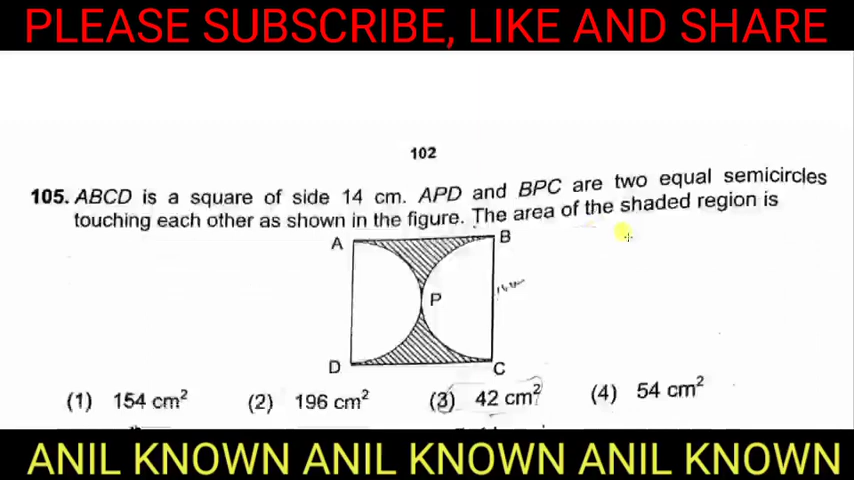 PLEASE SUBSCRIBE, LIKE AND SHARE
102
105. ABCD is a square of side 14 cm. APD and BPC are two equal semicircles
touching each other as shown in the figure. The area of the shaded region is
A
B
P
D
C
(1) 154 cm² (2) 196 cm² (3) 42 cm² (4) 54 cm²
ANIL KNOWN ANIL KNOWN ANIL KNOWN